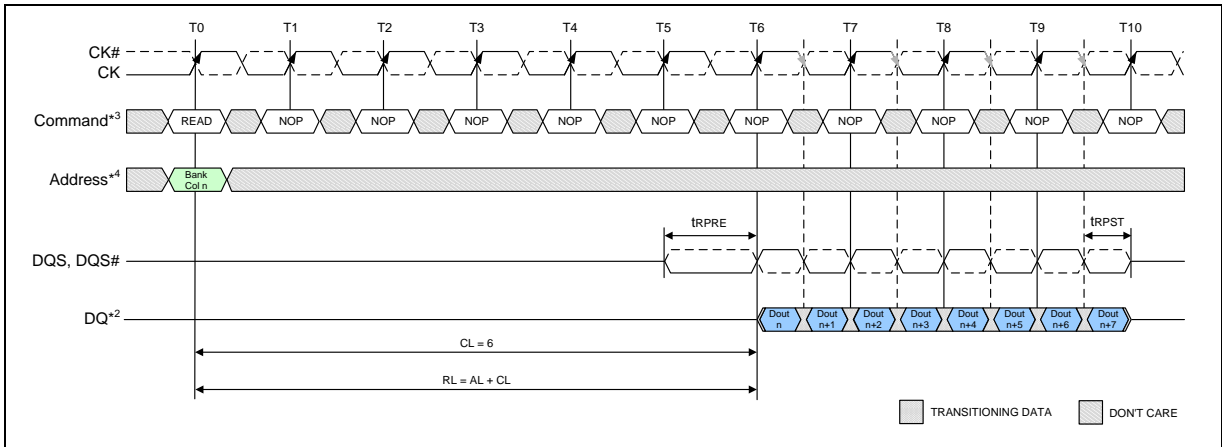 T0 T1 T2 T3 T4 T5 T6 T7 T8 T9 T10
CK#
CK
Command*3 READ NOP NOP NOP NOP NOP NOP NOP NOP NOP NOP
Address*4 Bank Col n
tRPRE tRPST
DQS, DQS#
DQ*2 Dout n Dout n+1 Dout n+2 Dout n+3 Dout n+4 Dout n+5 Dout n+6 Dout n+7
CL = 6
RL = AL + CL
TRANSITIONING DATA DON'T CARE